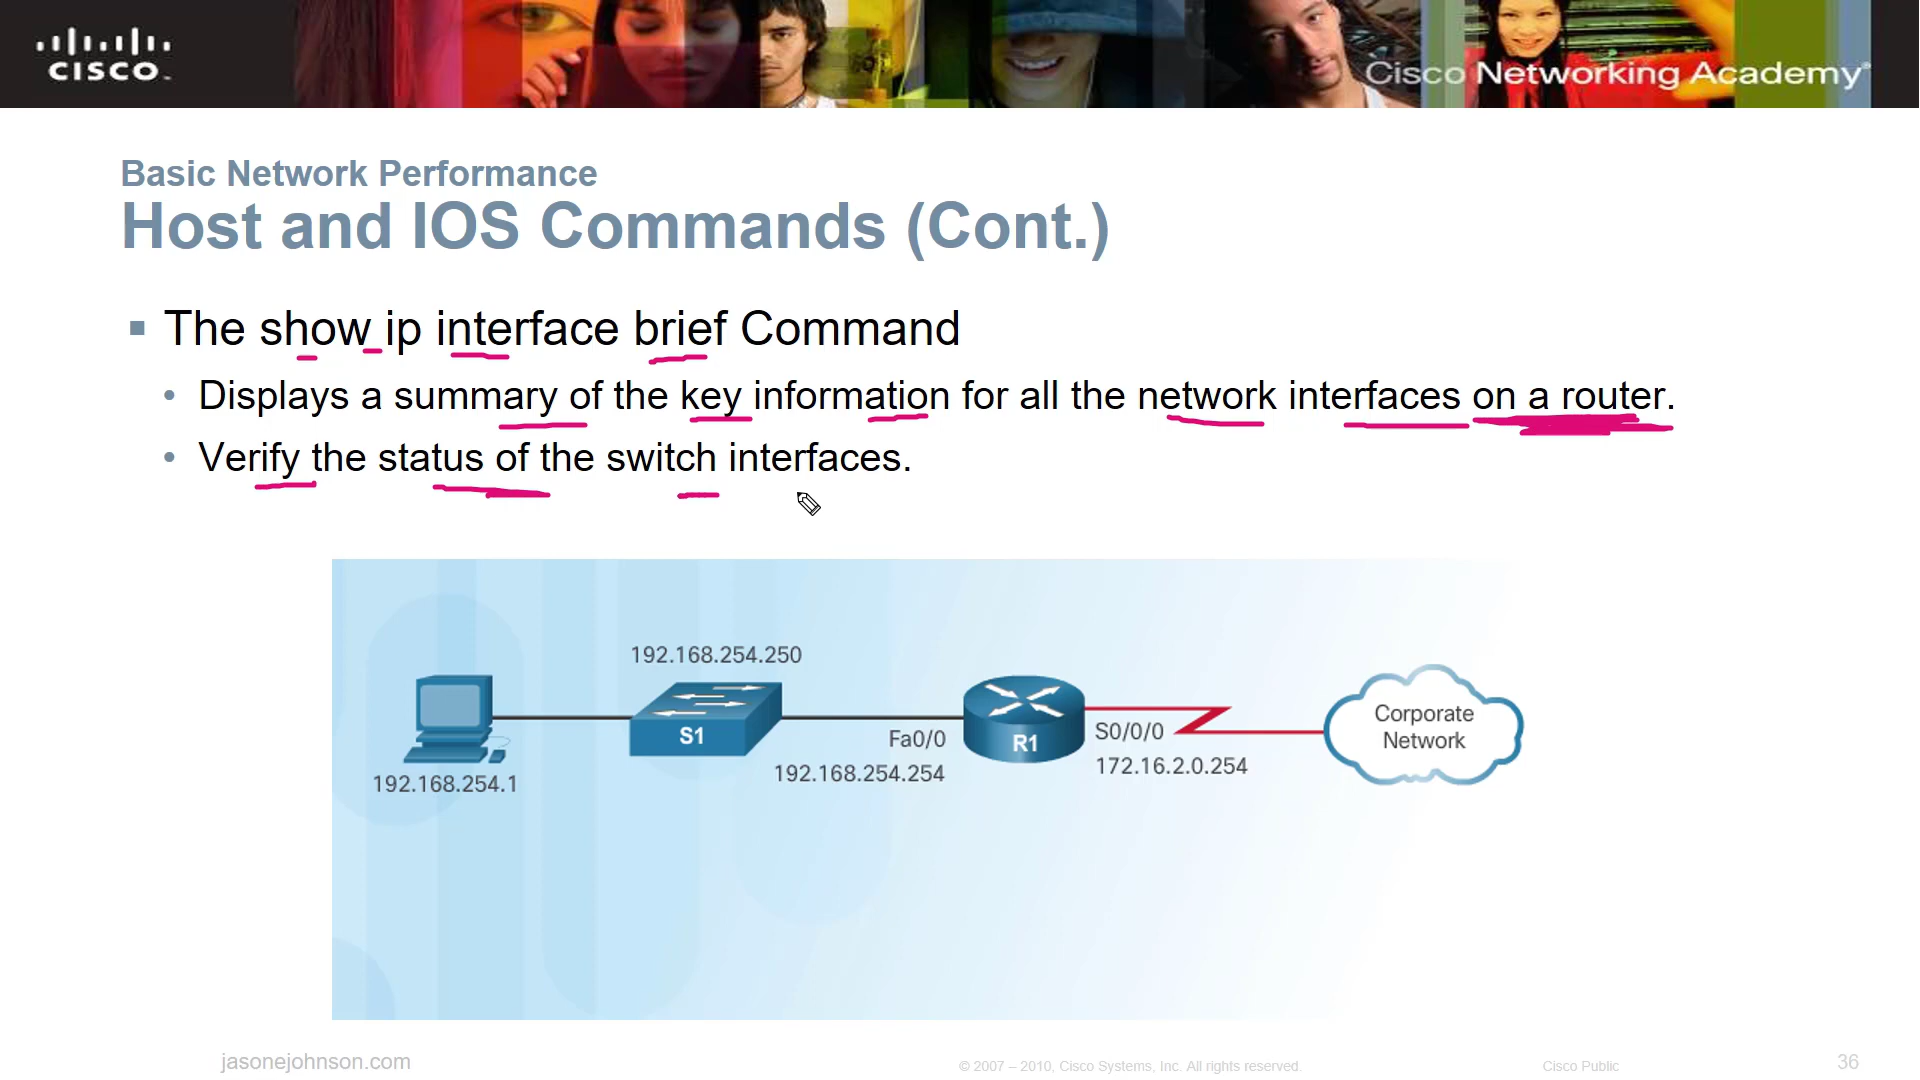 CISCO
Cisco Networking Academy®
Basic Network Performance
Host and IOS Commands (Cont.)
▪ The show ip interface brief Command
• Displays a summary of the key information for all the network interfaces on a router.
• Verify the status of the switch interfaces.
192.168.254.250
S1
Fa0/0
192.168.254.254
192.168.254.1
R1
S0/0/0
172.16.2.0.254
Corporate
Network
jasonejohnson.com
© 2007 – 2010, Cisco Systems, Inc. All rights reserved.
Cisco Public
36